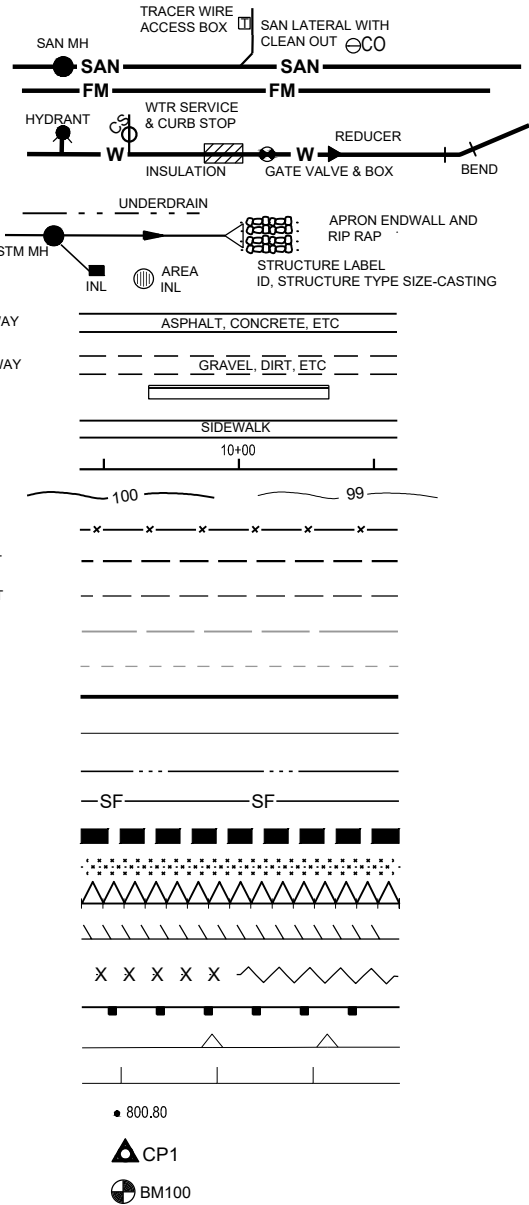 TRACER WIRE
ACCESS BOX
T
SAN LATERAL WITH
CLEAN OUT
CO
SAN MH
SAN SAN
FM FM
HYDRANT
CS
WTR SERVICE
& CURB STOP
REDUCER
W W
INSULATION
GATE VALVE & BOX
BEND
UNDERDRAIN
APRON ENDWALL AND
RIP RAP
STM MH
INL
AREA
INL
STRUCTURE LABEL
ID, STRUCTURE TYPE SIZE-CASTING
WAY
ASPHALT, CONCRETE, ETC
WAY
GRAVEL, DIRT, ETC
SIDEWALK
10+00
100 99
T
SF SF
X X X X X
800.80
CP1
BM100